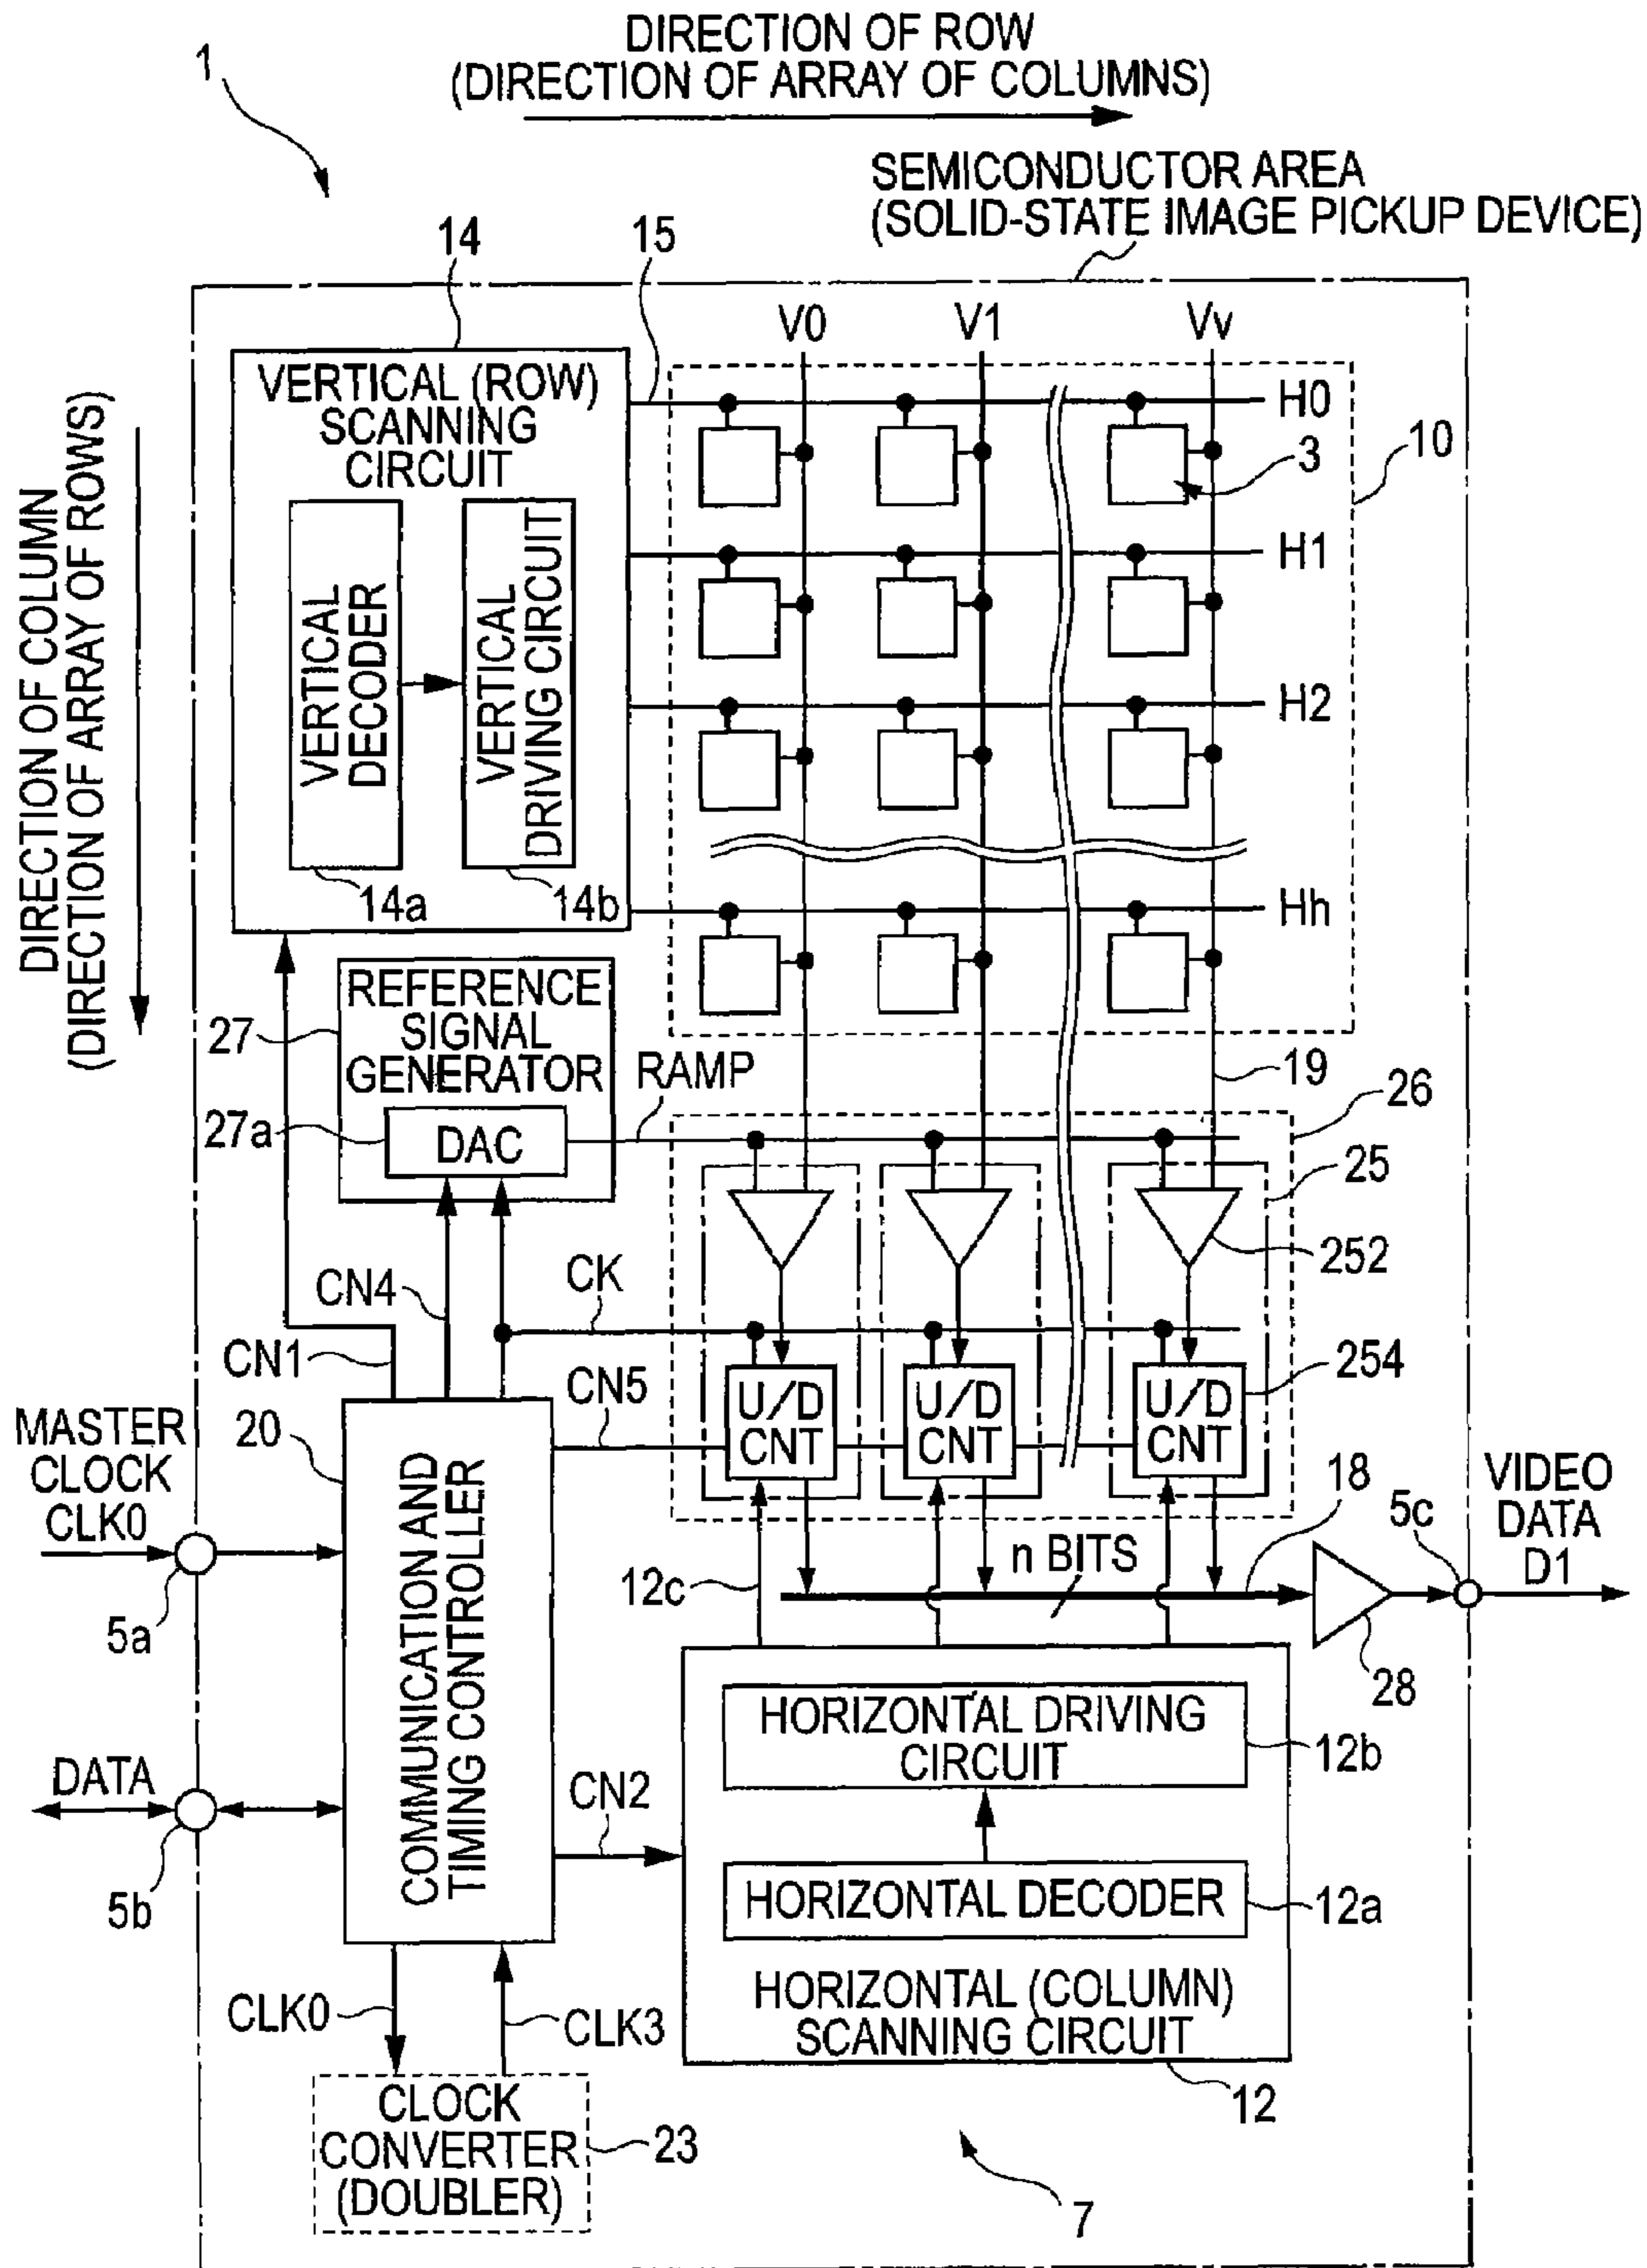 DIRECTION OF ROW
(DIRECTION OF ARRAY OF COLUMNS)
1
SEMICONDUCTOR AREA
(SOLID-STATE IMAGE PICKUP DEVICE)
14
15
V0
V1
Vv
VERTICAL (ROW)
SCANNING
CIRCUIT
H0
10
3
DIRECTION OF COLUMN
(DIRECTION OF ARRAY OF ROWS)
VERTICAL
DECODER
VERTICAL
DRIVING CIRCUIT
H1
H2
14a
14b
Hh
REFERENCE
SIGNAL
GENERATOR
27
RAMP
19
26
27a
DAC
25
252
CK
CN4
CN1
254
CN5
U/D
CNT
U/D
CNT
U/D
CNT
MASTER
CLOCK
CLK0
20
COMMUNICATION AND
TIMING CONTROLLER
18
5c
VIDEO
DATA
D1
n BITS
12c
5a
28
HORIZONTAL DRIVING
CIRCUIT
12b
DATA
CN2
5b
HORIZONTAL DECODER
12a
HORIZONTAL (COLUMN)
SCANNING CIRCUIT
CLK0
CLK3
12
CLOCK
CONVERTER
(DOUBLER)
23
7